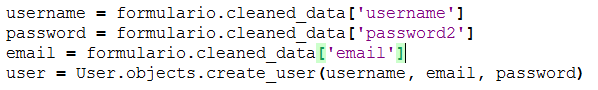 username = formulario.cleaned_data['username']
password = formulario.cleaned_data['password2']
email = formulario.cleaned_data['email']
user = User.objects.create_user(username, email, password)